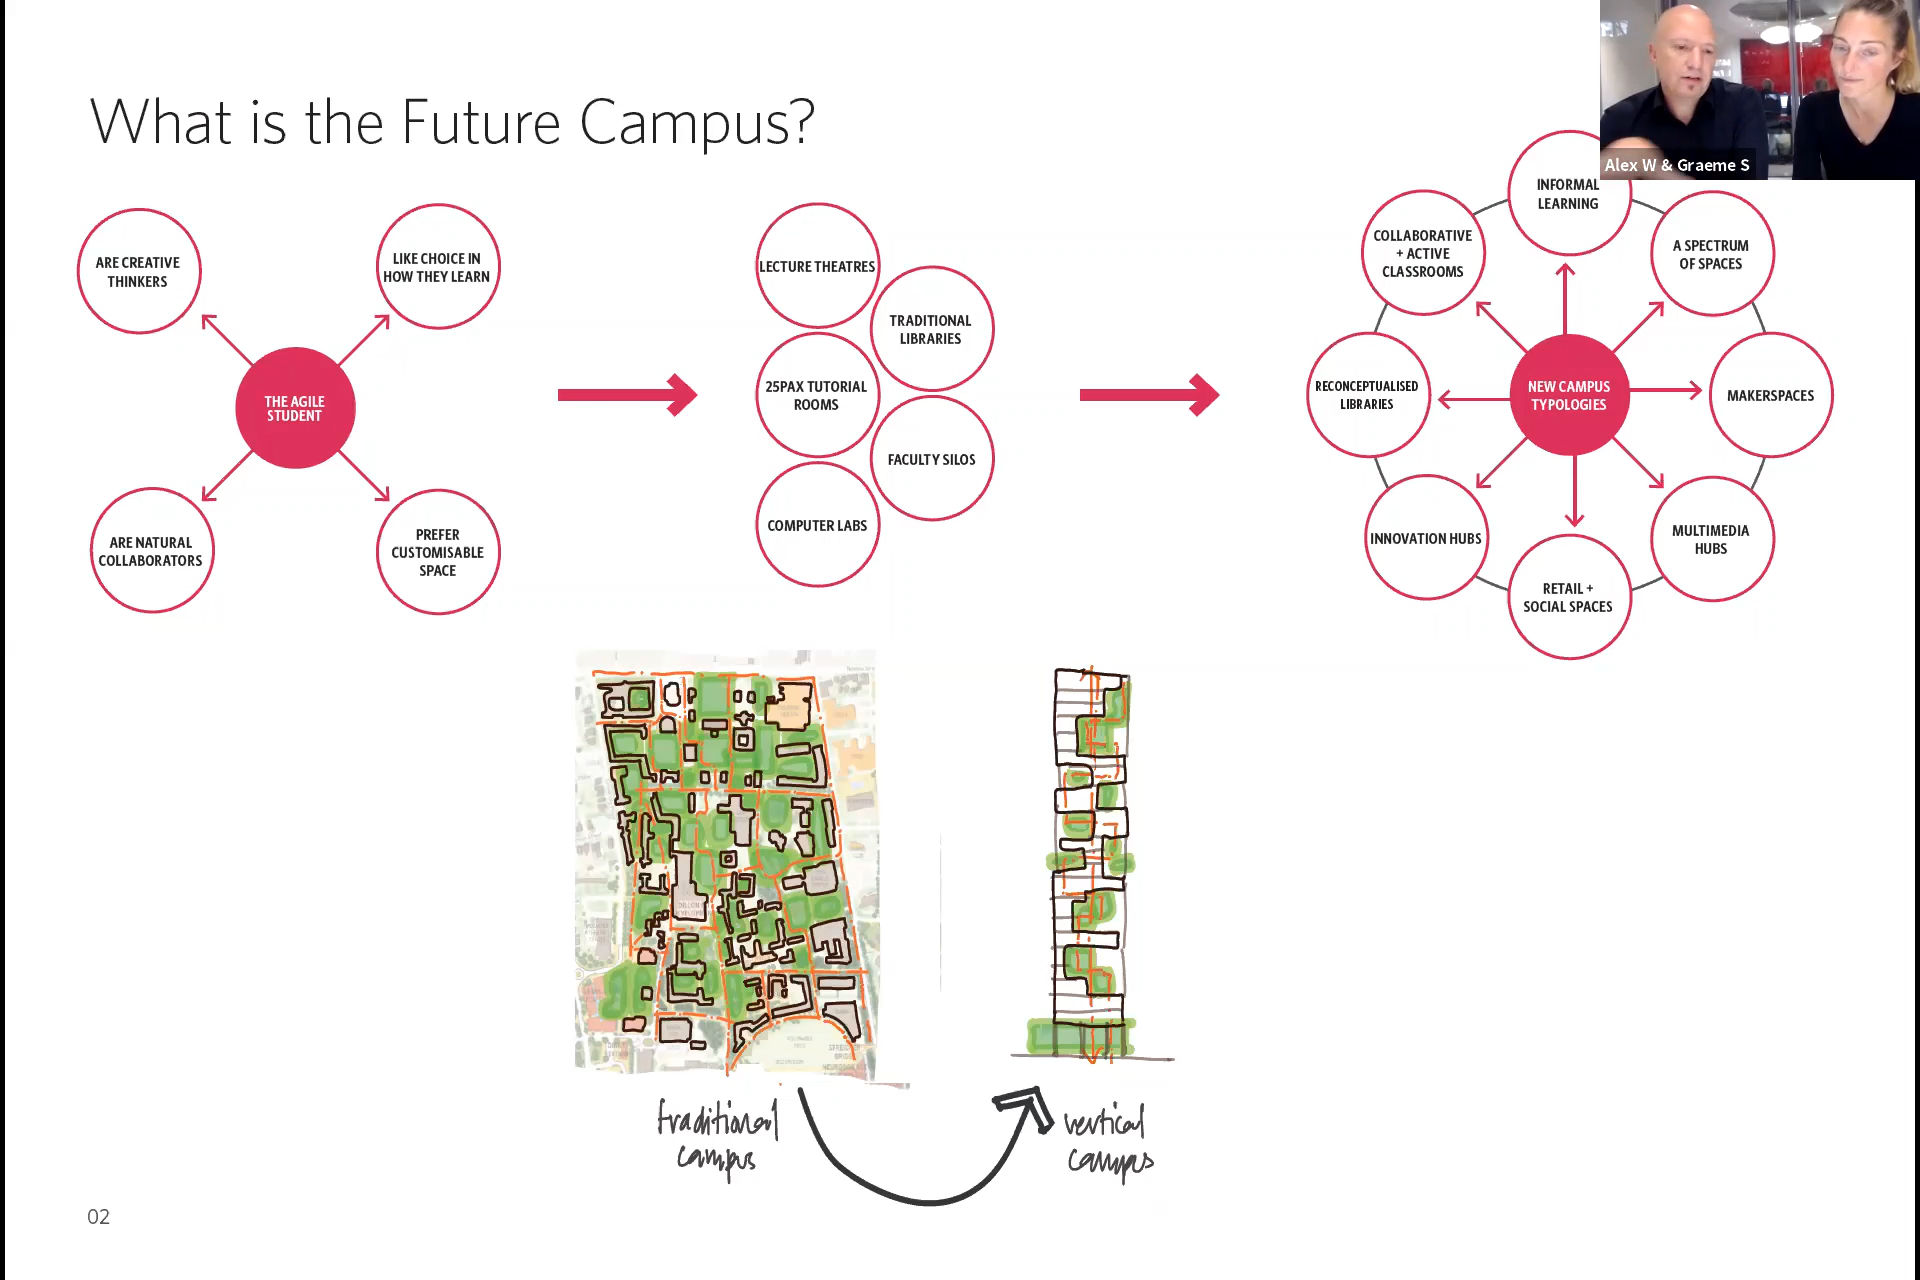 What is the Future Campus?
Alex W & Graeme S
ARE CREATIVE
THINKERS
LIKE CHOICE IN
HOW THEY LEARN
THE AGILE
STUDENT
ARE NATURAL
COLLABORATORS
PREFER
CUSTOMISABLE
SPACE
LECTURE THEATRES
TRADITIONAL
LIBRARIES
25PAX TUTORIAL
ROOMS
FACULTY SILOS
COMPUTER LABS
INFORMAL
LEARNING
COLLABORATIVE
+ ACTIVE
CLASSROOMS
A SPECTRUM
OF SPACES
RECONCEPTUALISED
LIBRARIES
NEW CAMPUS
TYPOLOGIES
MAKERSPACES
INNOVATION HUBS
MULTIMEDIA
HUBS
RETAIL +
SOCIAL SPACES
traditional
campus
vertical
campus
02